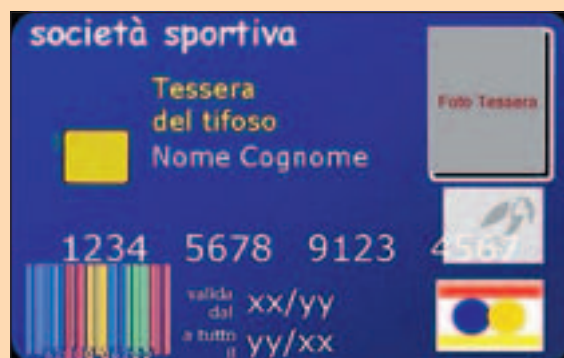 società sportiva
Foto Tessera
Tessera
del tifoso
Nome Cognome
1234 5678 9123 4567
valida
dal xx/yy
a tutto
il yy/xx